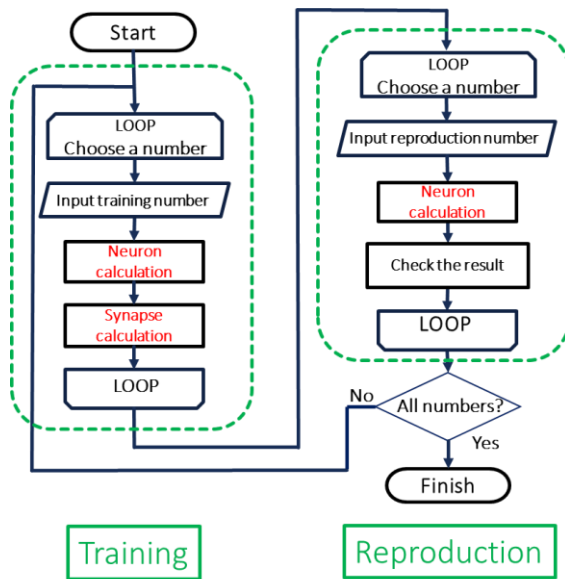 Start
LOOP
Choose a number
Input training number
Neuron
calculation
Synapse
calculation
LOOP
LOOP
Choose a number
Input reproduction number
Neuron
calculation
Check the result
LOOP
No
All numbers?
Yes
Finish
Training
Reproduction